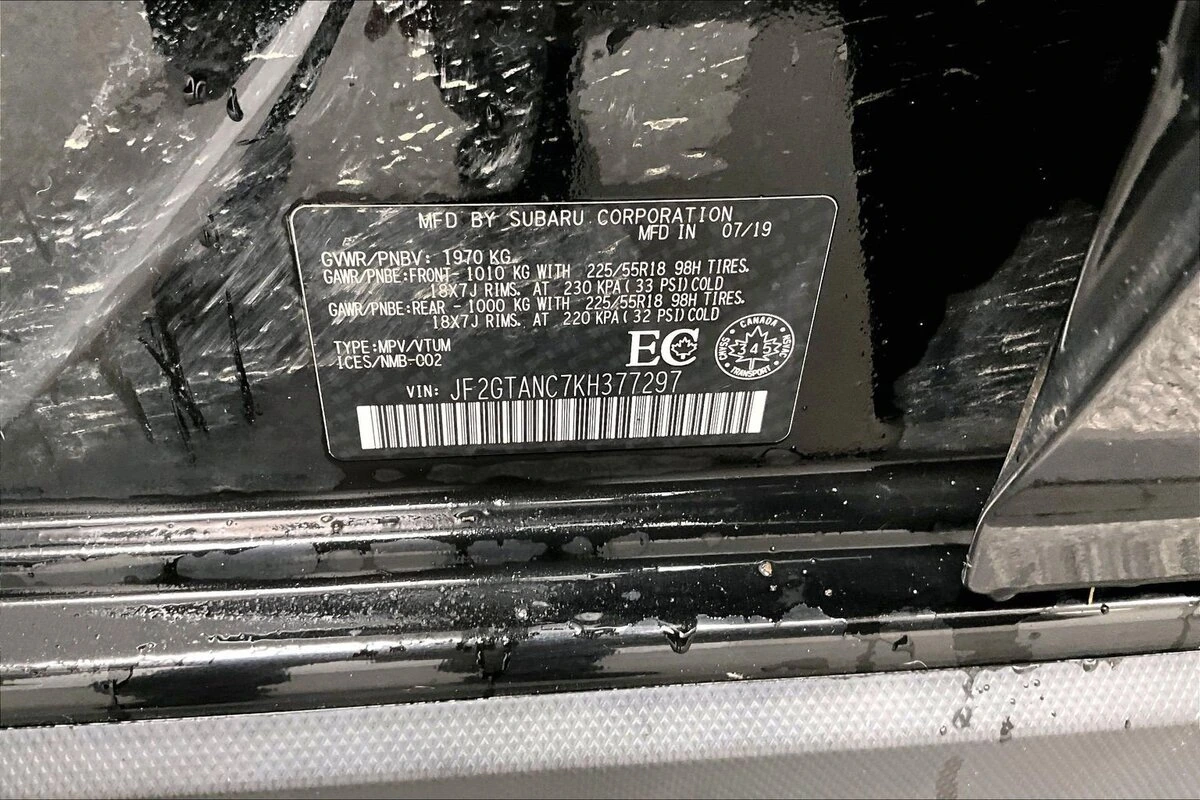 MFD BY SUBARU CORPORATION
MFD IN 07/19
GVWR/PNBV: 1970 KG.
GAWR/PNBE:FRONT- 1010 KG WITH 225/55R18 98H TIRES.
18X7J RIMS. AT 230 KPA(33 PSI)COLD
GAWR/PNBE:REAR - 1000 KG WITH 225/55R18 98H TIRES.
18X7J RIMS. AT 220 KPA(32 PSI)COLD
TYPE:MPV/VTUM
ICES/NMB-002
EC
CANADA
CMVSS 345 NSVAC
TRANSPORT
VIN: JF2GTANC7KH377297